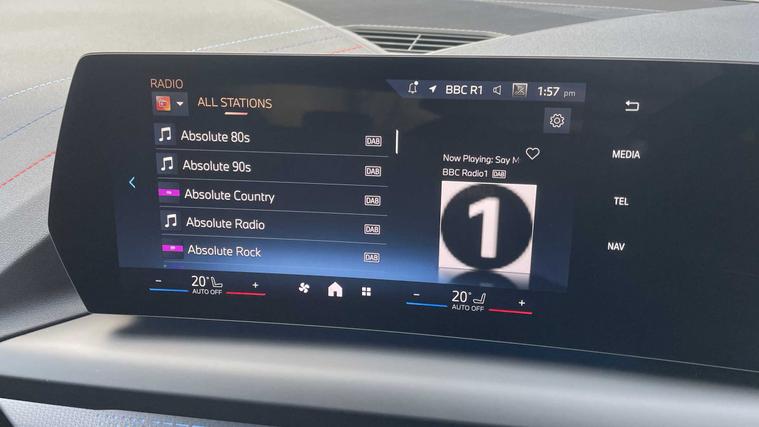 RADIO
ALL STATIONS
BBC R1
1:57 pm
Absolute 80s DAB
Absolute 90s DAB
Absolute Country DAB
Absolute Radio DAB
Absolute Rock DAB
Now Playing: Say M
BBC Radio1 DAB
1
MEDIA
TEL
NAV
- 20° +
AUTO OFF
- 20° +
AUTO OFF